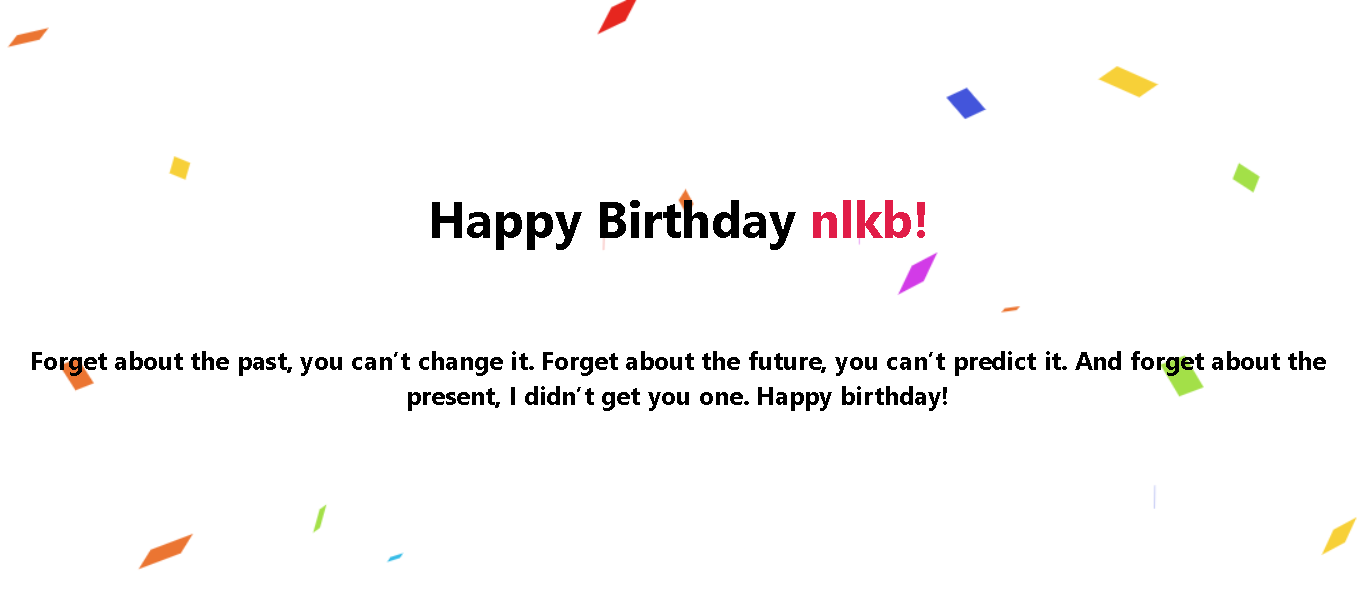 Happy Birthday nlkb!
Forget about the past, you can’t change it. Forget about the future, you can’t predict it. And forget about the
present, I didn’t get you one. Happy birthday!